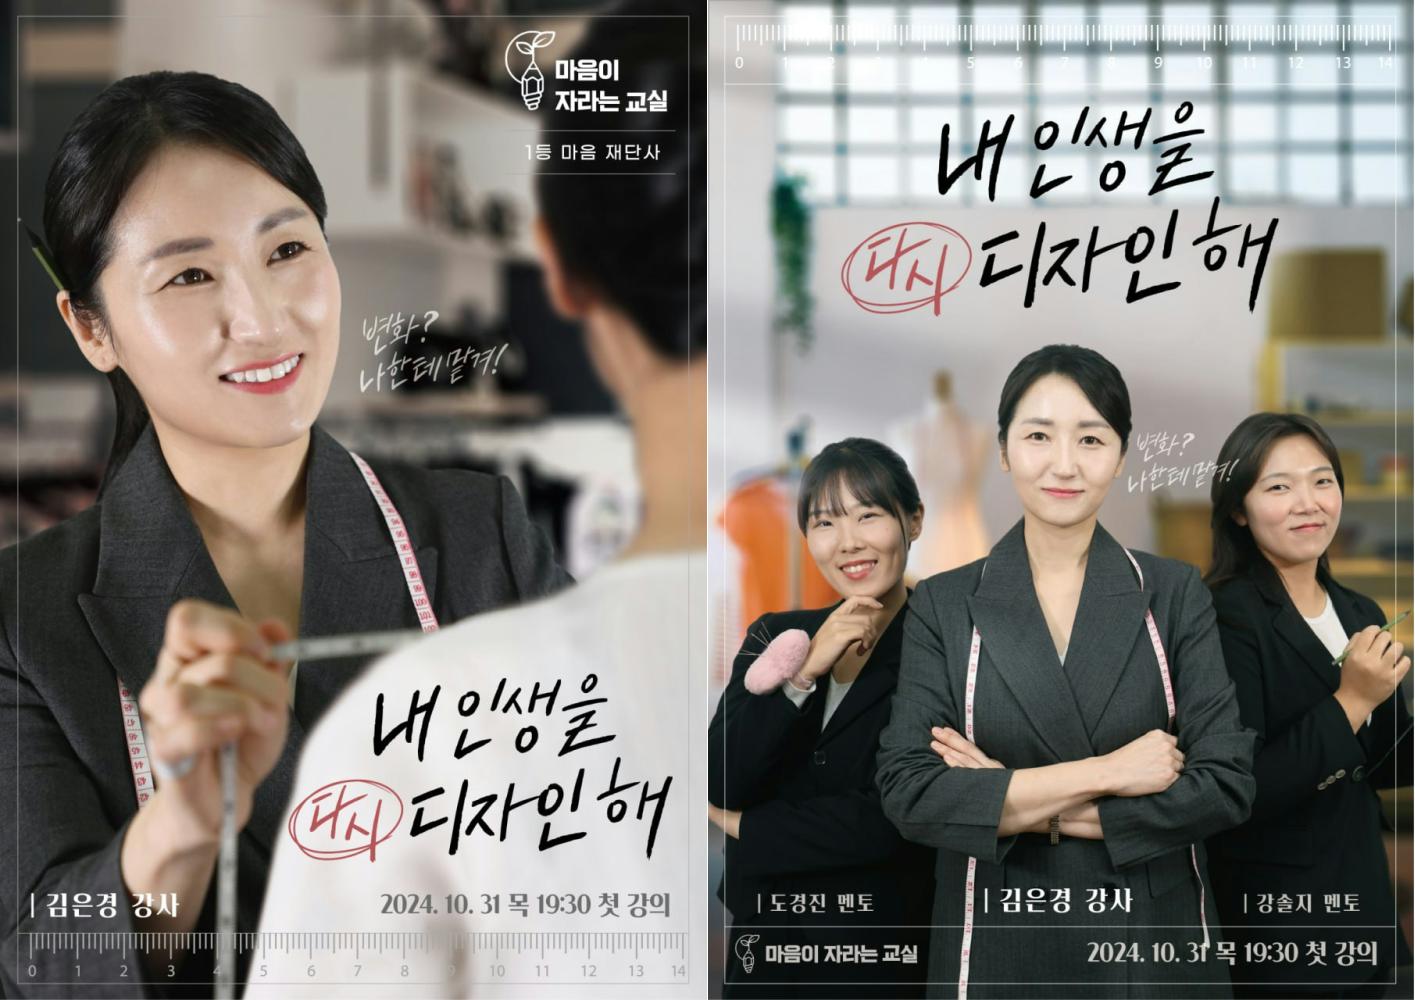 마음이
자라는 교실
1등 마음 재단사
변화?
나한테 맡겨!
내 인생을
다시 디자인해
| 김은경 강사
2024. 10. 31 목 19:30 첫 강의
0 1 2 3 4 5 6 7 8 9 10 11 12 13 14
0 1 2 3 4 5 6 7 8 9 10 11 12 13 14
내 인생을
다시 디자인해
변화?
나한테 맡겨!
| 도경진 멘토
| 김은경 강사
| 강솔지 멘토
마음이 자라는 교실
2024. 10. 31 목 19:30 첫 강의